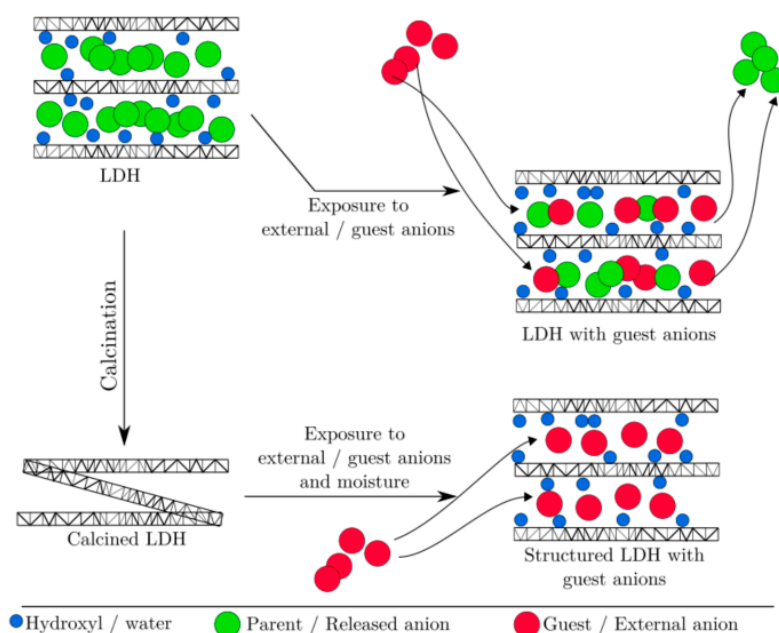 LDH
Exposure to
external / guest anions
LDH with guest anions
Calcination
Exposure to
external / guest anions
and moisture
Calcined LDH
Structured LDH with
guest anions
Hydroxyl / water
Parent / Released anion
Guest / External anion